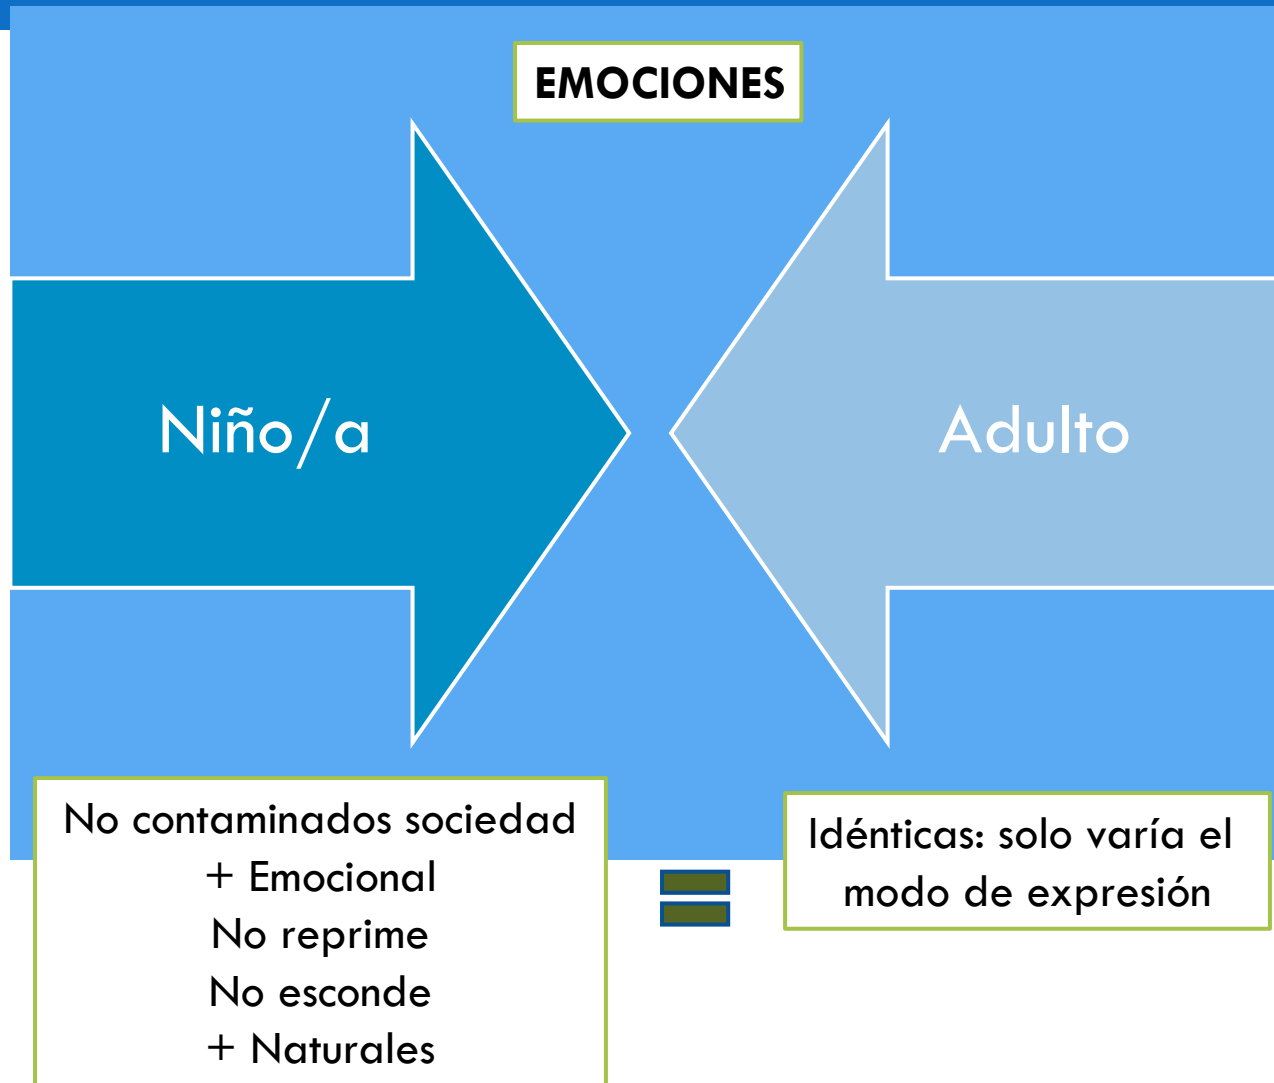 EMOCIONES
Niño/a
Adulto
No contaminados sociedad
+ Emocional
No reprime
No esconde
+ Naturales
Idénticas: solo varía el
modo de expresión